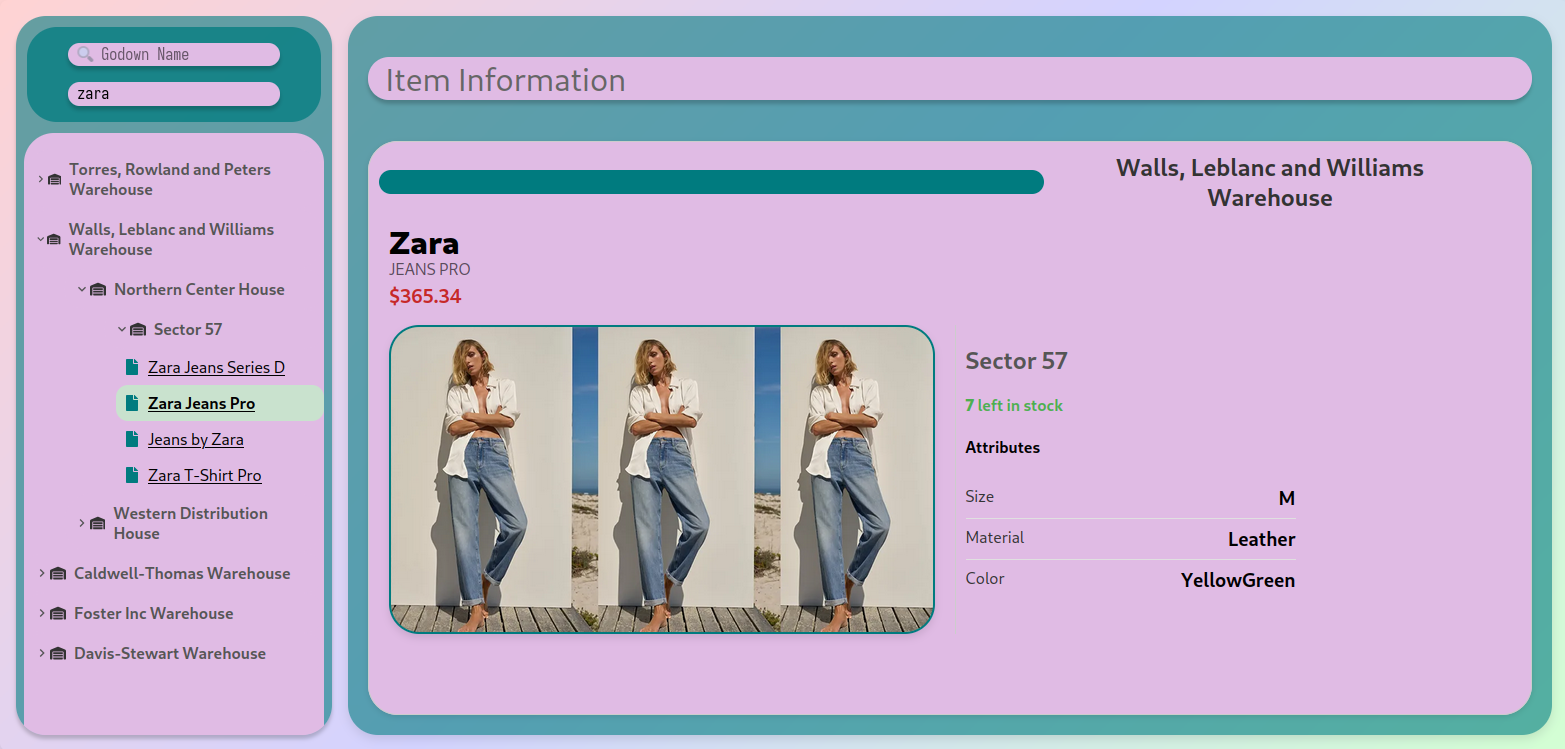 Godown Name
zara
Torres, Rowland and Peters
Warehouse
Walls, Leblanc and Williams
Warehouse
Northern Center House
Sector 57
Zara Jeans Series D
Zara Jeans Pro
Jeans by Zara
Zara T-Shirt Pro
Western Distribution
House
Caldwell-Thomas Warehouse
Foster Inc Warehouse
Davis-Stewart Warehouse
Item Information
Walls, Leblanc and Williams
Warehouse
Zara
JEANS PRO
$365.34
Sector 57
7 left in stock
Attributes
Size M
Material Leather
Color YellowGreen